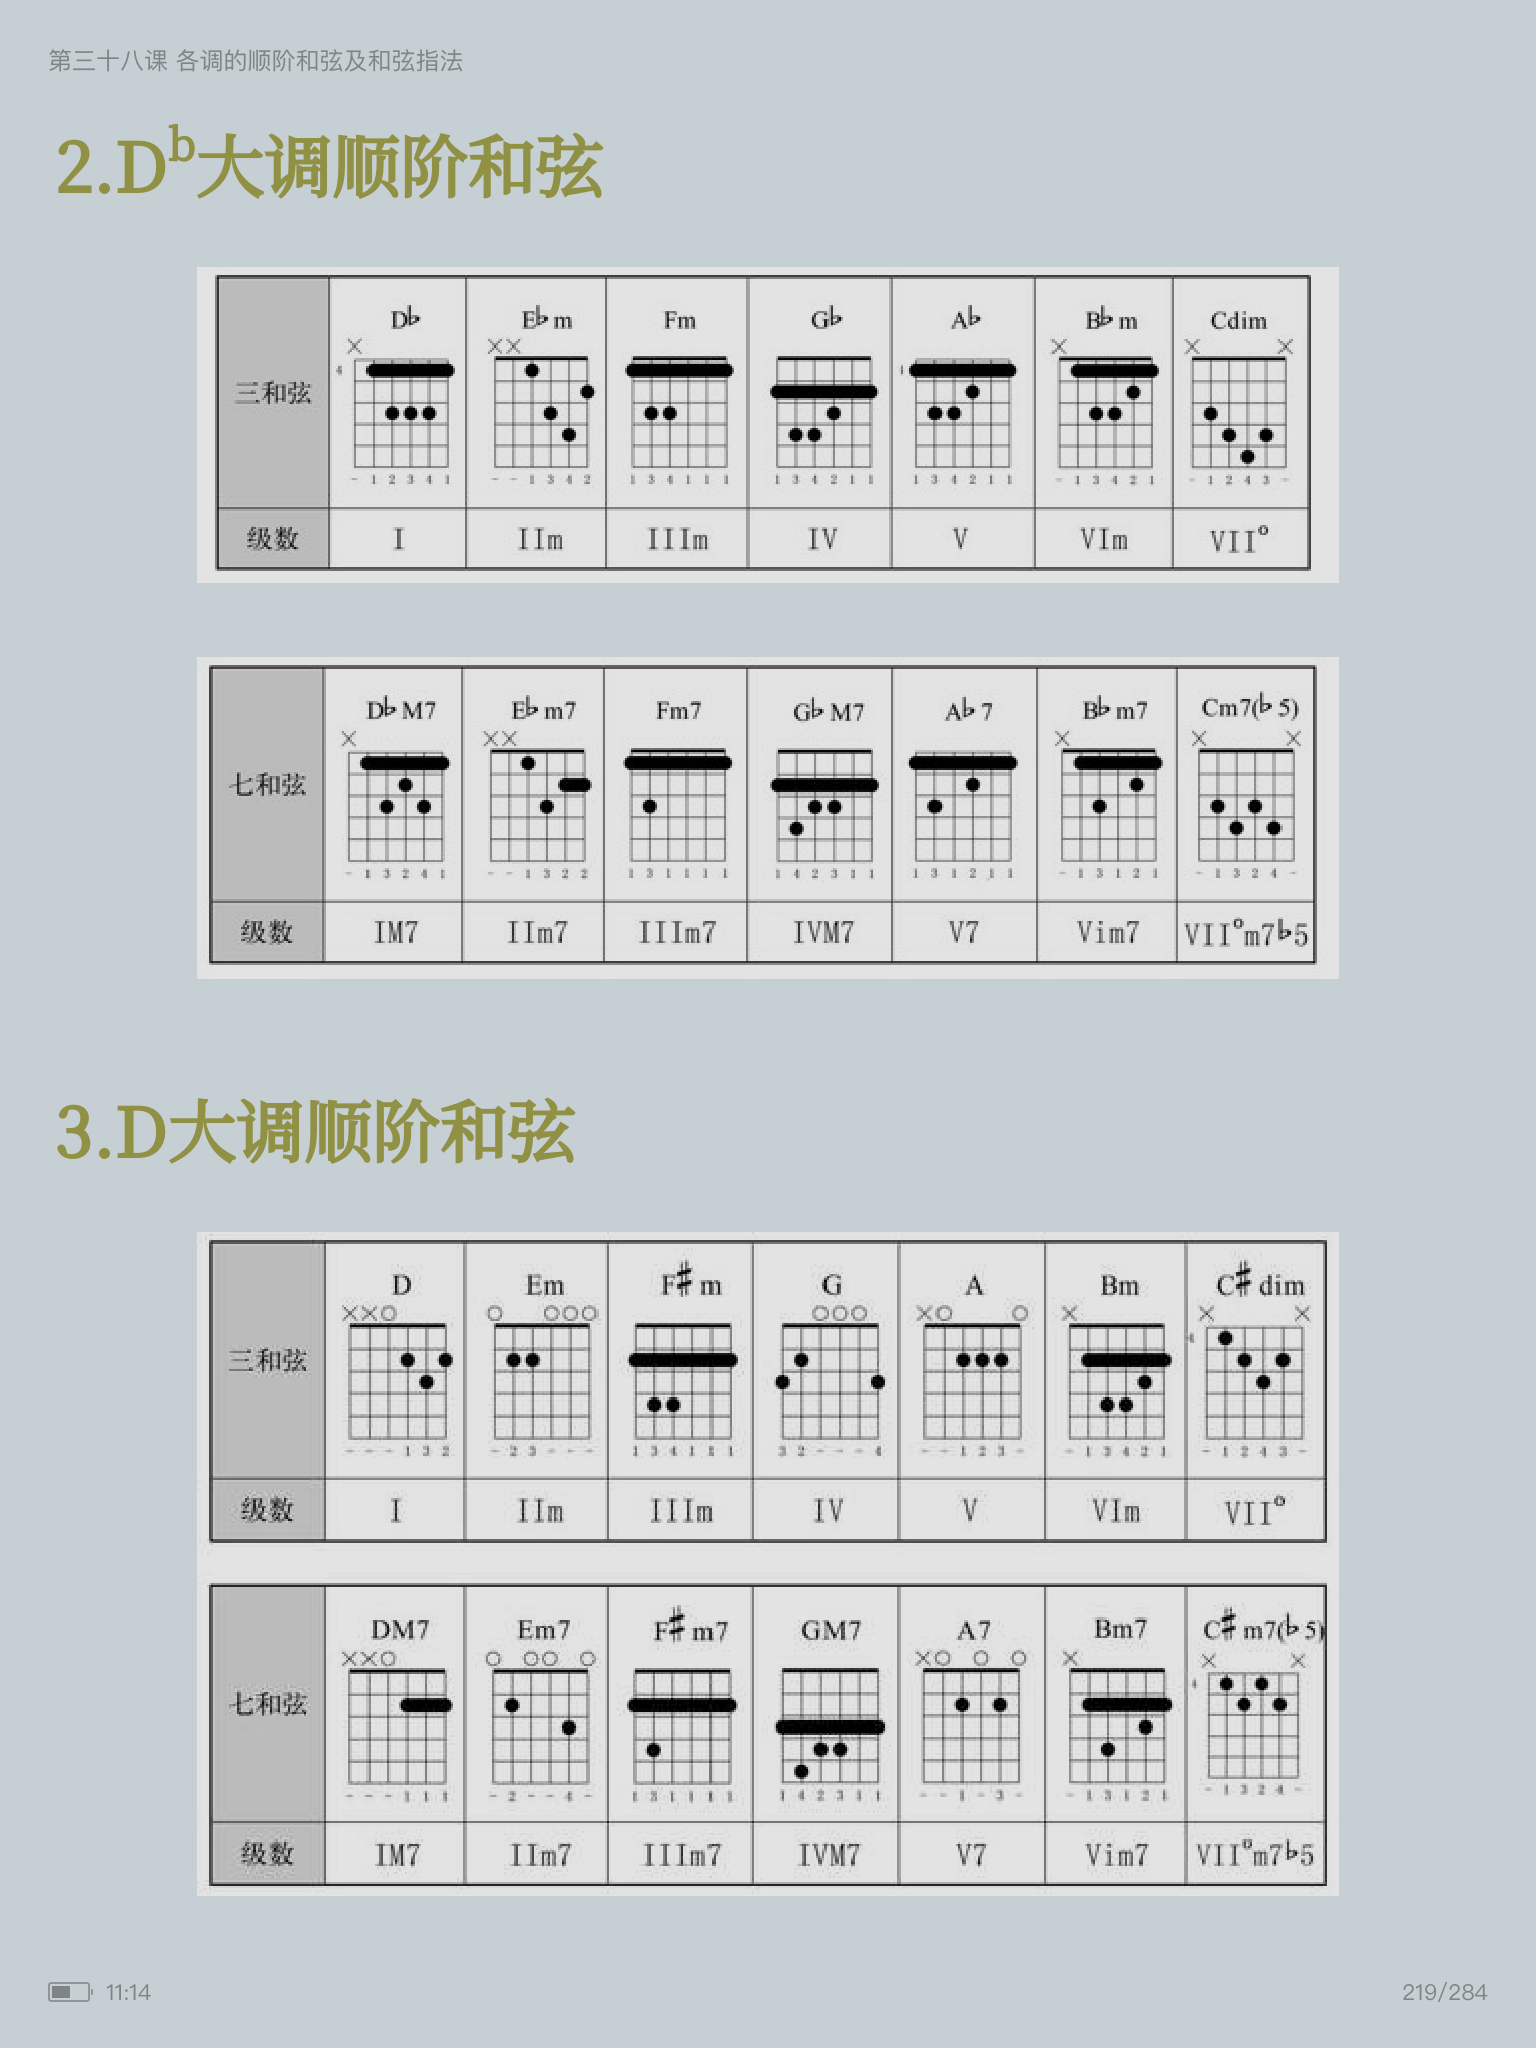 第三十八课 各调的顺阶和弦及和弦指法
2.D♭大调顺阶和弦
三和弦 D♭ E♭m Fm G♭ A♭ B♭m Cdim
× ×× × × ×
4
- 1 2 3 4 1 - - 1 3 4 2 1 3 4 1 1 1 1 3 4 2 1 1 1 3 4 2 1 1 - 1 3 4 2 1 - 1 2 4 3 -
级数 I IIm IIIm IV V VIm VII°
七和弦 D♭M7 E♭m7 Fm7 G♭M7 A♭7 B♭m7 Cm7(♭5)
× ×× × × ×
- 1 3 2 4 1 - - 1 3 2 2 1 3 1 1 1 1 1 4 2 3 1 1 1 3 1 2 1 1 - 1 3 1 2 1 - 1 3 2 4 -
级数 IM7 IIm7 IIIm7 IVM7 V7 Vim7 VII°m7♭5
3.D大调顺阶和弦
三和弦 D Em F♯m G A Bm C♯dim
××○ ○ ○○○ ○○○ ×○ ○ × × ×
4
- - - 1 3 2 - 2 3 - - - 1 3 4 1 1 1 3 2 - - - 4 - - 1 2 3 - - 1 3 4 2 1 - 1 2 4 3 -
级数 I IIm IIIm IV V VIm VII°
七和弦 DM7 Em7 F♯m7 GM7 A7 Bm7 C♯m7(♭5)
××○ ○ ○○ ○ ×○ ○ ○ × × ×
4
- - - 1 1 1 - 2 - - 4 - 1 3 1 1 1 1 1 4 2 3 1 1 - - 1 - 3 - - 1 3 1 2 1 - 1 3 2 4 -
级数 IM7 IIm7 IIIm7 IVM7 V7 Vim7 VII°m7♭5
11:14 219/284